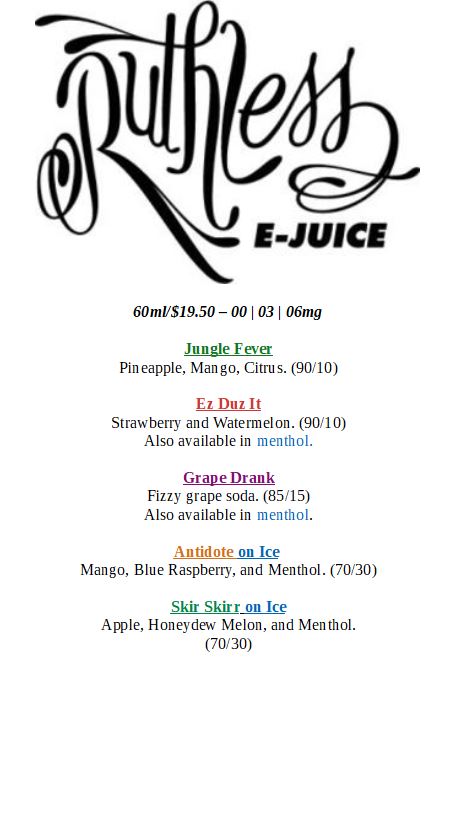 Ruthless
E-JUICE
60ml/$19.50 – 00 | 03 | 06mg
Jungle Fever
Pineapple, Mango, Citrus. (90/10)
Ez Duz It
Strawberry and Watermelon. (90/10)
Also available in menthol.
Grape Drank
Fizzy grape soda. (85/15)
Also available in menthol.
Antidote on Ice
Mango, Blue Raspberry, and Menthol. (70/30)
Skir Skirr on Ice
Apple, Honeydew Melon, and Menthol.
(70/30)